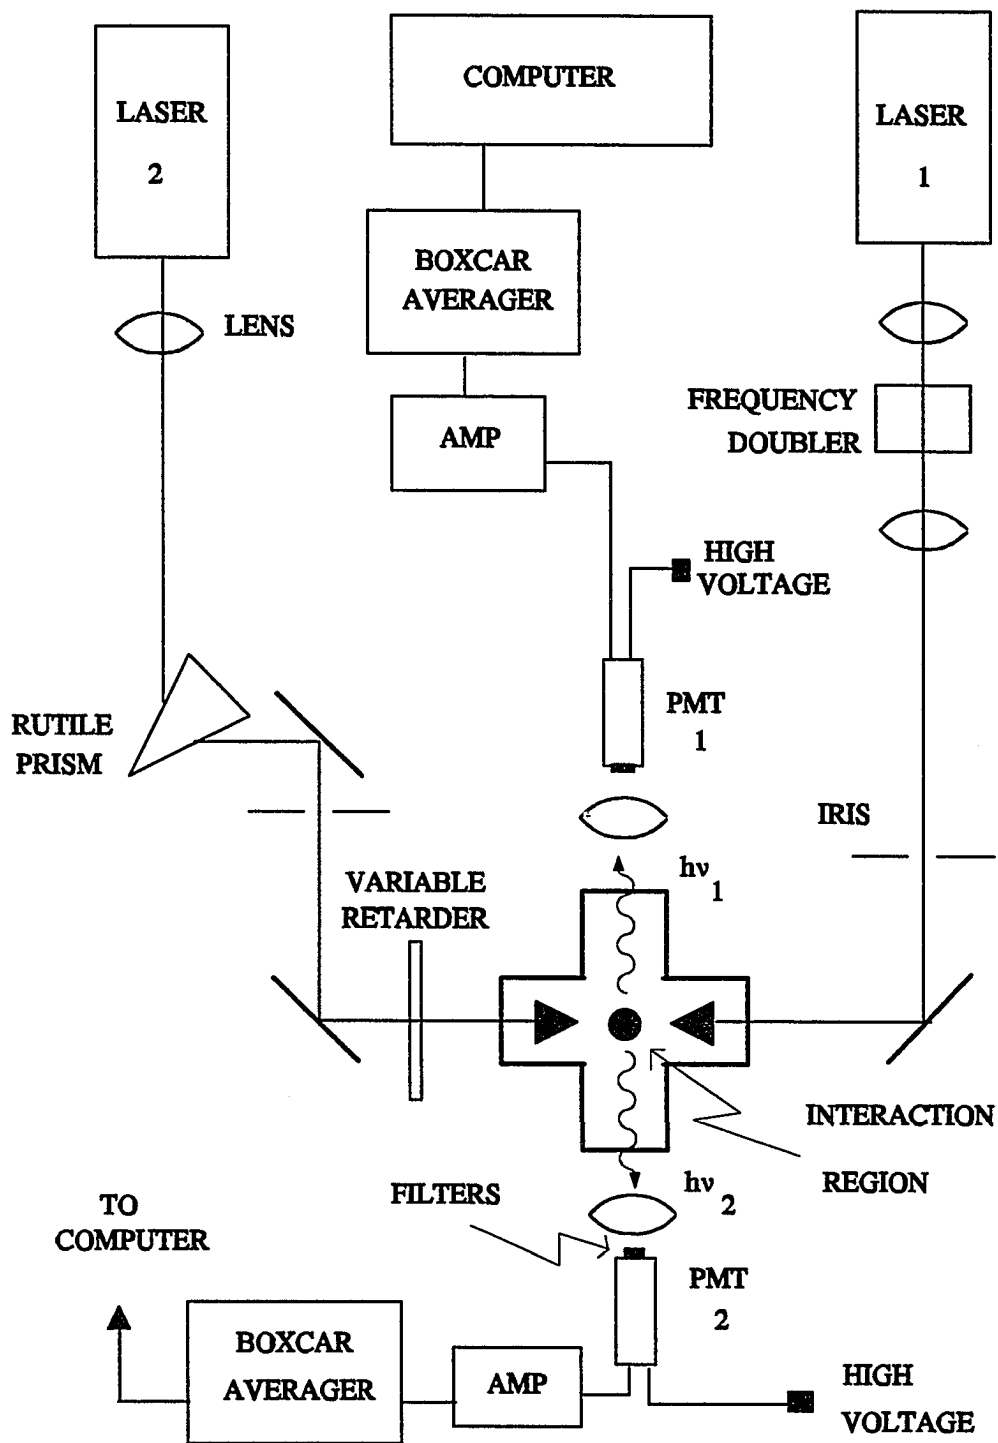 LASER
2
COMPUTER
LASER
1
BOXCAR
AVERAGER
LENS
AMP
FREQUENCY
DOUBLER
HIGH
VOLTAGE
RUTILE
PRISM
PMT
1
IRIS
VARIABLE
RETARDER
hν
1
INTERACTION
REGION
FILTERS
hν
2
TO
COMPUTER
PMT
2
BOXCAR
AVERAGER
AMP
HIGH
VOLTAGE